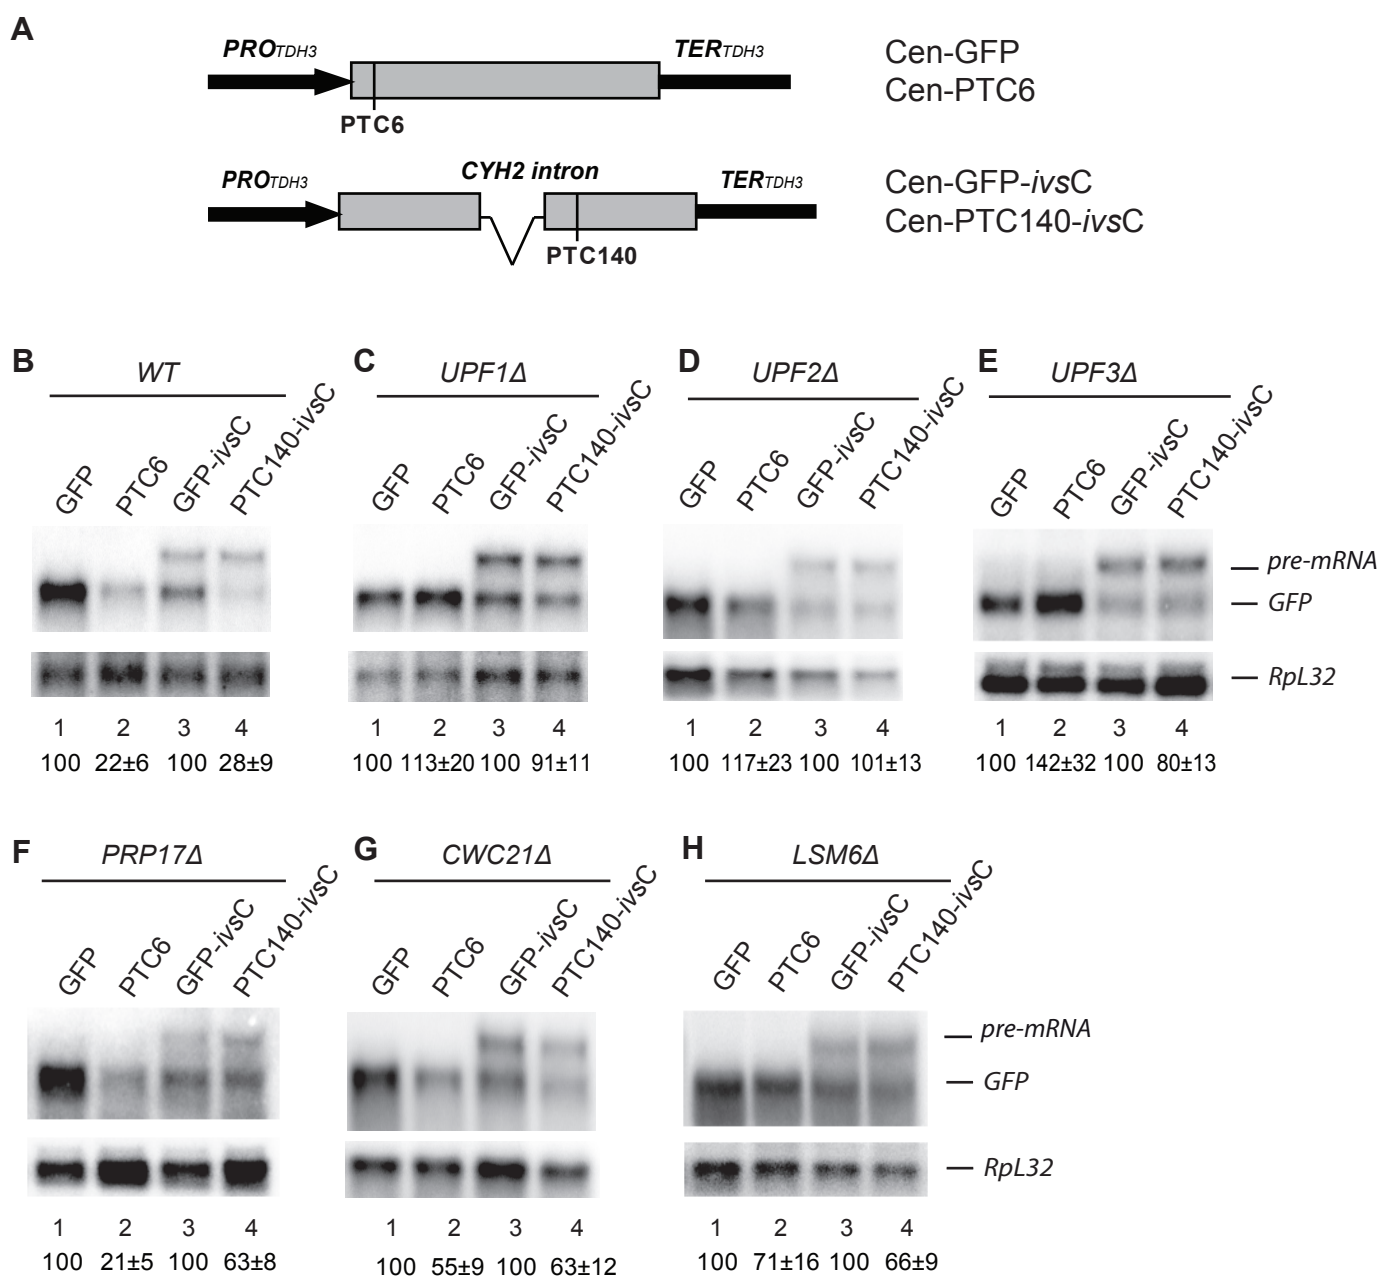 A
PROTDH3
TERTDH3
Cen-GFP
Cen-PTC6
PTC6
CYH2 intron
PROTDH3
TERTDH3
Cen-GFP-ivsC
Cen-PTC140-ivsC
PTC140
B
WT
GFP
PTC6
GFP-ivsC
PTC140-ivsC
1 2 3 4
100 22±6 100 28±9
C
UPF1Δ
GFP
PTC6
GFP-ivsC
PTC140-ivsC
1 2 3 4
100 113±20 100 91±11
D
UPF2Δ
GFP
PTC6
GFP-ivsC
PTC140-ivsC
1 2 3 4
100 117±23 100 101±13
E
UPF3Δ
GFP
PTC6
GFP-ivsC
PTC140-ivsC
pre-mRNA
GFP
RpL32
1 2 3 4
100 142±32 100 80±13
F
PRP17Δ
GFP
PTC6
GFP-ivsC
PTC140-ivsC
1 2 3 4
100 21±5 100 63±8
G
CWC21Δ
GFP
PTC6
GFP-ivsC
PTC140-ivsC
1 2 3 4
100 55±9 100 63±12
H
LSM6Δ
GFP
PTC6
GFP-ivsC
PTC140-ivsC
pre-mRNA
GFP
RpL32
1 2 3 4
100 71±16 100 66±9